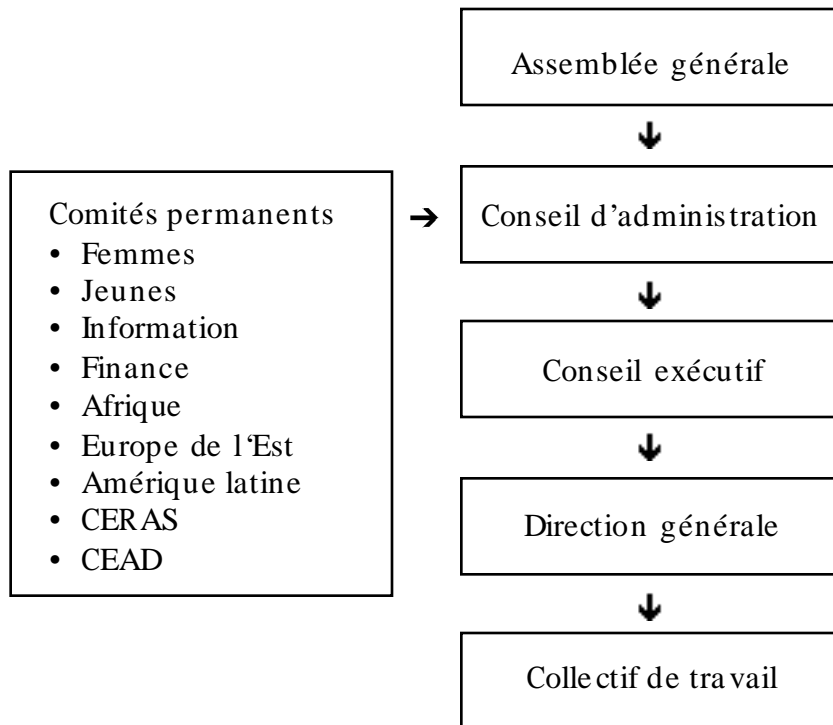 Assemblée générale
Comités permanents
• Femmes
• Jeunes
• Information
• Finance
• Afrique
• Europe de l‘Est
• Amérique latine
• CERAS
• CEAD
Conseil d’administration
Conseil exécutif
Direction générale
Collectif de travail